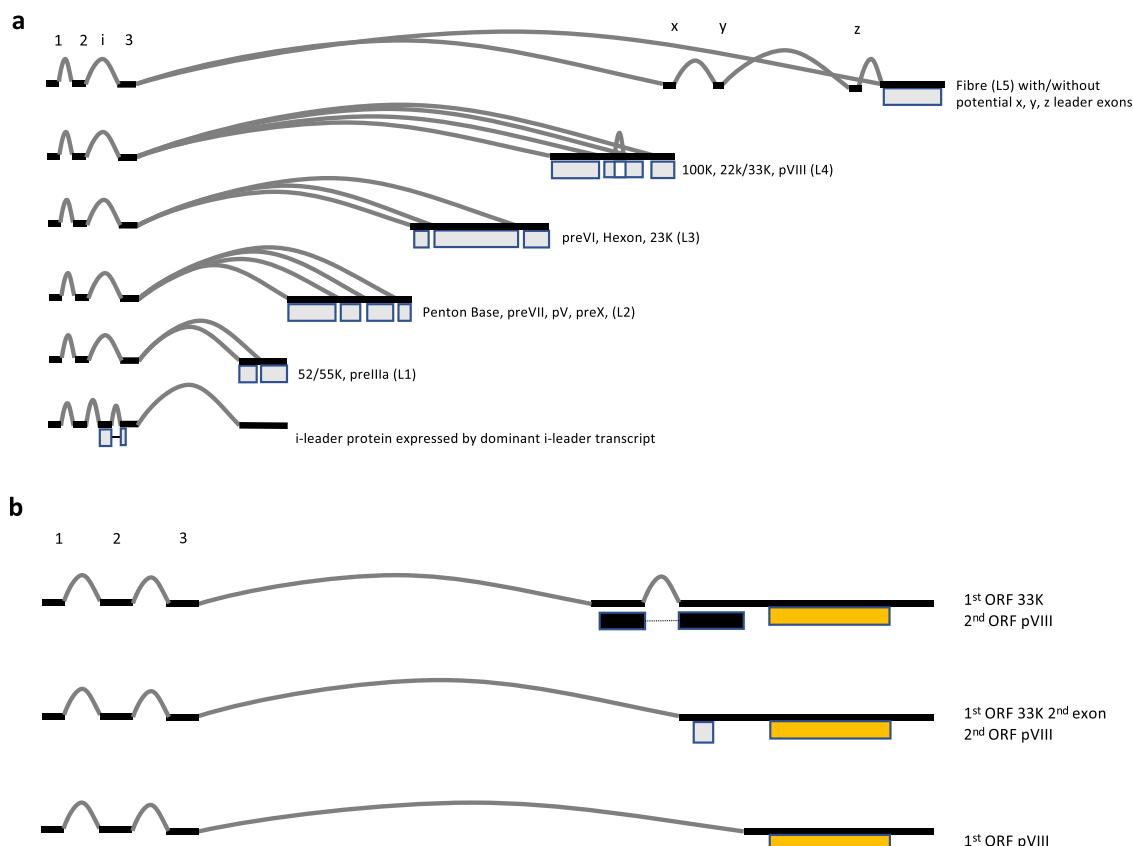 a
1 2 i 3 x y z
Fibre (L5) with/without
potential x, y, z leader exons
100K, 22k/33K, pVIII (L4)
preVI, Hexon, 23K (L3)
Penton Base, preVII, pV, preX, (L2)
52/55K, preIIIa (L1)
i-leader protein expressed by dominant i-leader transcript
b
1 2 3
1st ORF 33K
2nd ORF pVIII
1st ORF 33K 2nd exon
2nd ORF pVIII
1st ORF pVIII